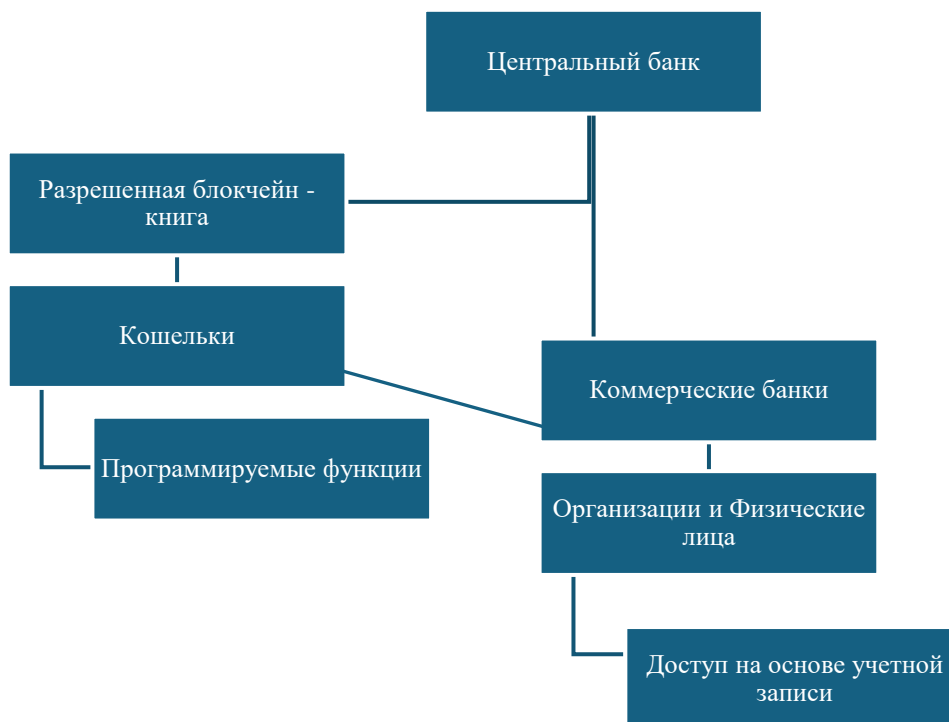 Центральный банк
Разрешенная блокчейн -
книга
Кошельки
Коммерческие банки
Программируемые функции
Организации и Физические
лица
Доступ на основе учетной
записи